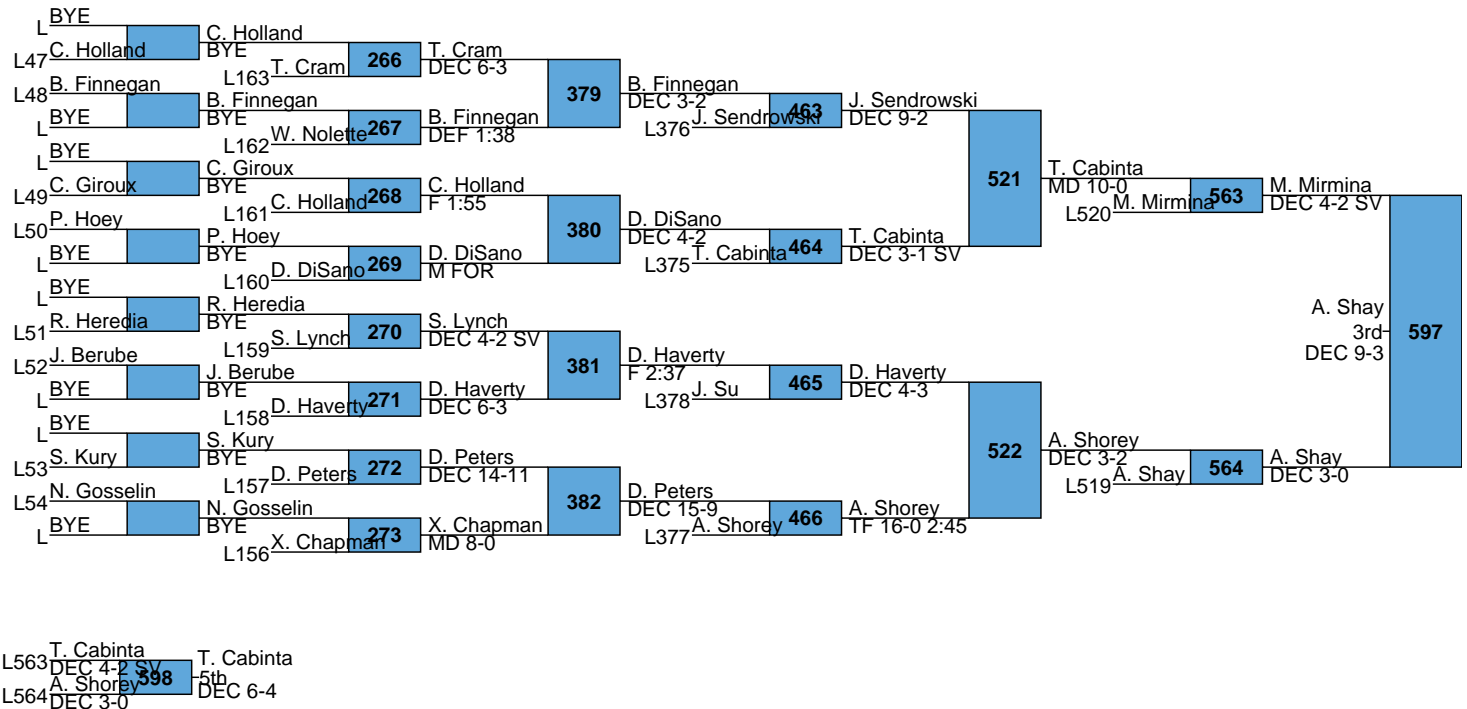 BYE
L
C. Holland
L47
C. Holland
BYE
B. Finnegan
L48
BYE
L
B. Finnegan
BYE
BYE
L
C. Giroux
L49
C. Giroux
BYE
P. Hoey
L50
BYE
L
P. Hoey
BYE
BYE
L
R. Heredia
L51
R. Heredia
BYE
J. Berube
L52
BYE
L
J. Berube
BYE
BYE
L
S. Kury
L53
S. Kury
BYE
N. Gosselin
L54
BYE
L
N. Gosselin
BYE
L163
T. Cram
266
T. Cram
DEC 6-3
L162
W. Nolette
267
B. Finnegan
DEF 1:38
L161
C. Holland
268
C. Holland
F 1:55
L160
D. DiSano
269
D. DiSano
M FOR
L159
S. Lynch
270
S. Lynch
DEC 4-2 SV
L158
D. Haverty
271
D. Haverty
DEC 6-3
L157
D. Peters
272
D. Peters
DEC 14-11
L156
X. Chapman
273
X. Chapman
MD 8-0
379
B. Finnegan
DEC 3-2
380
D. DiSano
DEC 4-2
381
D. Haverty
F 2:37
382
D. Peters
DEC 15-9
L376
J. Sendrowski
463
J. Sendrowski
DEC 9-2
L375
T. Cabinta
464
T. Cabinta
DEC 3-1 SV
L378
J. Su
465
D. Haverty
DEC 4-3
L377
A. Shorey
466
A. Shorey
TF 16-0 2:45
521
T. Cabinta
MD 10-0
522
A. Shorey
DEC 3-2
L520
M. Mirmina
563
M. Mirmina
DEC 4-2 SV
L519
A. Shay
564
A. Shay
DEC 3-0
597
A. Shay
3rd
DEC 9-3
L563
T. Cabinta
DEC 4-2 SV
L564
A. Shorey
DEC 3-0
598
T. Cabinta
5th
DEC 6-4